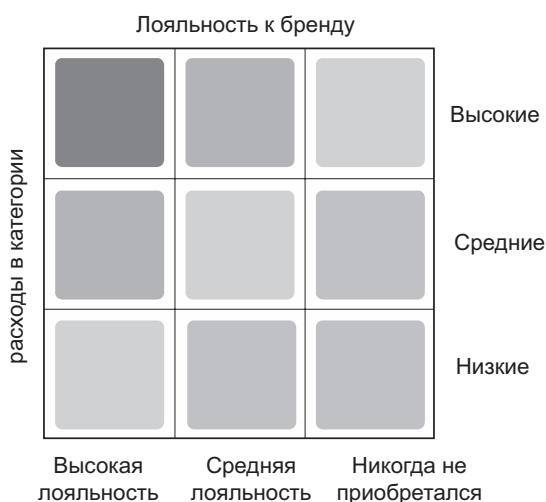 Лояльность к бренду
расходы в категории
Высокие
Средние
Низкие
Высокая
лояльность
Средняя
лояльность
Никогда не
приобретался